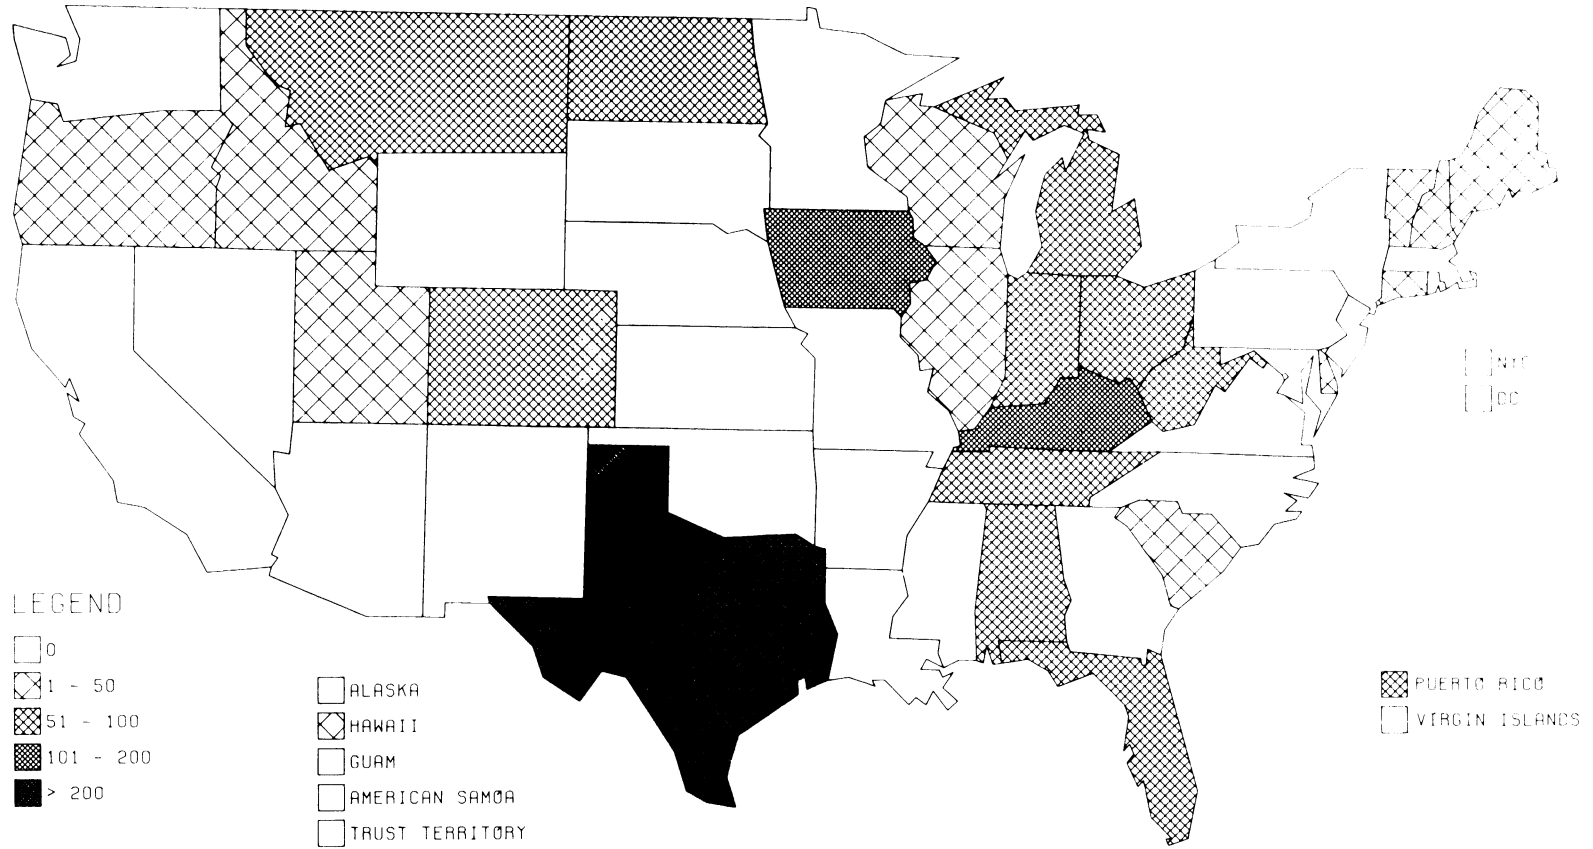 LEGEND
0
1 - 50
51 - 100
101 - 200
> 200
ALASKA
HAWAII
GUAM
AMERICAN SAMOA
TRUST TERRITORY
NYC
DC
PUERTO RICO
VIRGIN ISLANDS